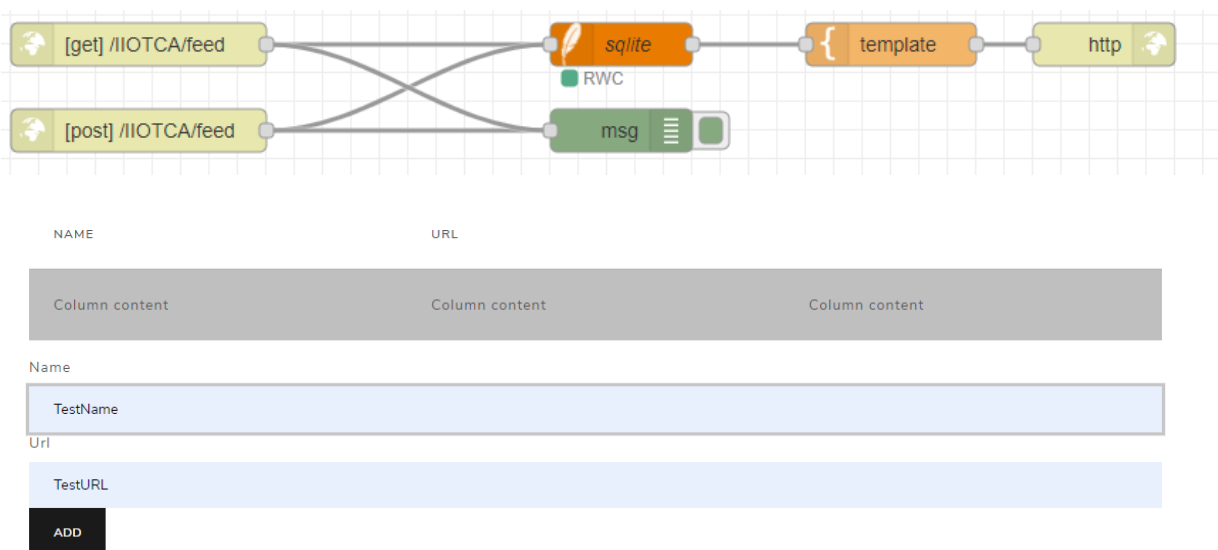 [get] /IIOTCA/feed
sqlite
template
http
RWC
[post] /IIOTCA/feed
msg
NAME URL
Column content Column content Column content
Name
TestName
Url
TestURL
ADD